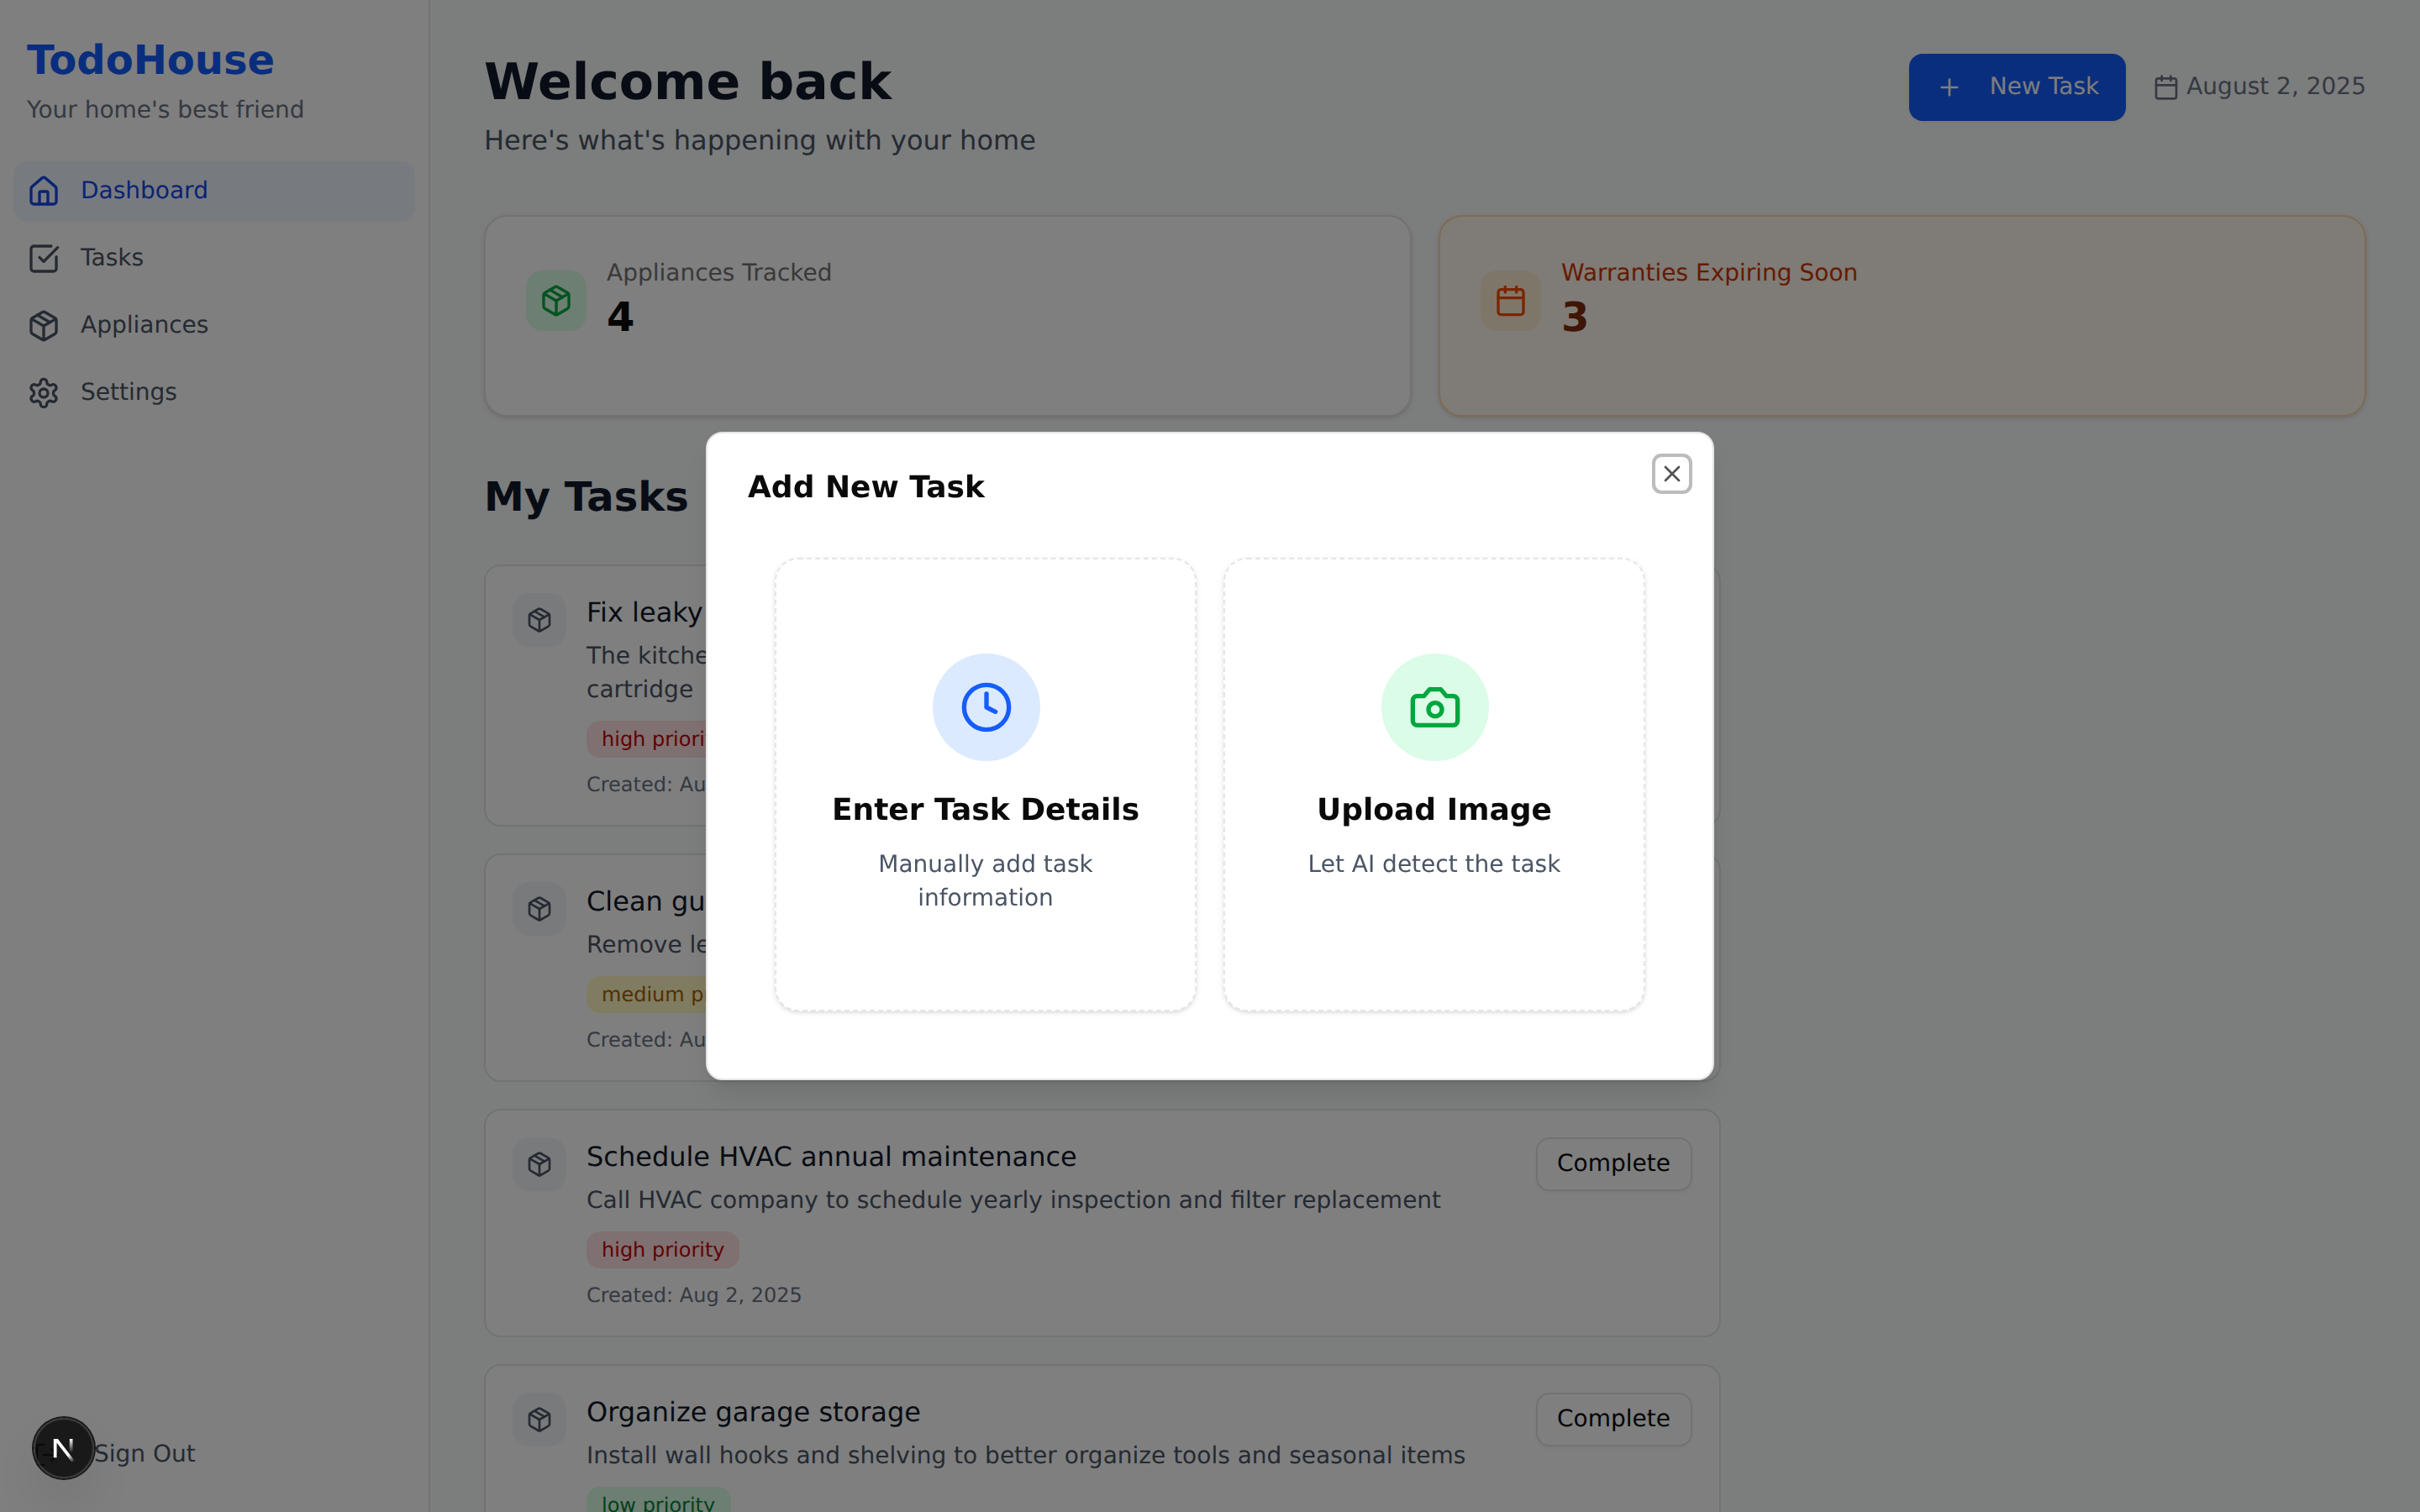 TodoHouse
Your home's best friend
Dashboard
Tasks
Appliances
Settings
Sign Out
Welcome back
Here's what's happening with your home
New Task
August 2, 2025
Appliances Tracked
4
Warranties Expiring Soon
3
My Tasks
Fix leaky
The kitche
cartridge
high priori
Created: Au
Clean gu
Remove le
medium p
Created: Au
Add New Task
Enter Task Details
Manually add task
information
Upload Image
Let AI detect the task
Schedule HVAC annual maintenance
Complete
Call HVAC company to schedule yearly inspection and filter replacement
high priority
Created: Aug 2, 2025
Organize garage storage
Complete
Install wall hooks and shelving to better organize tools and seasonal items
low priority